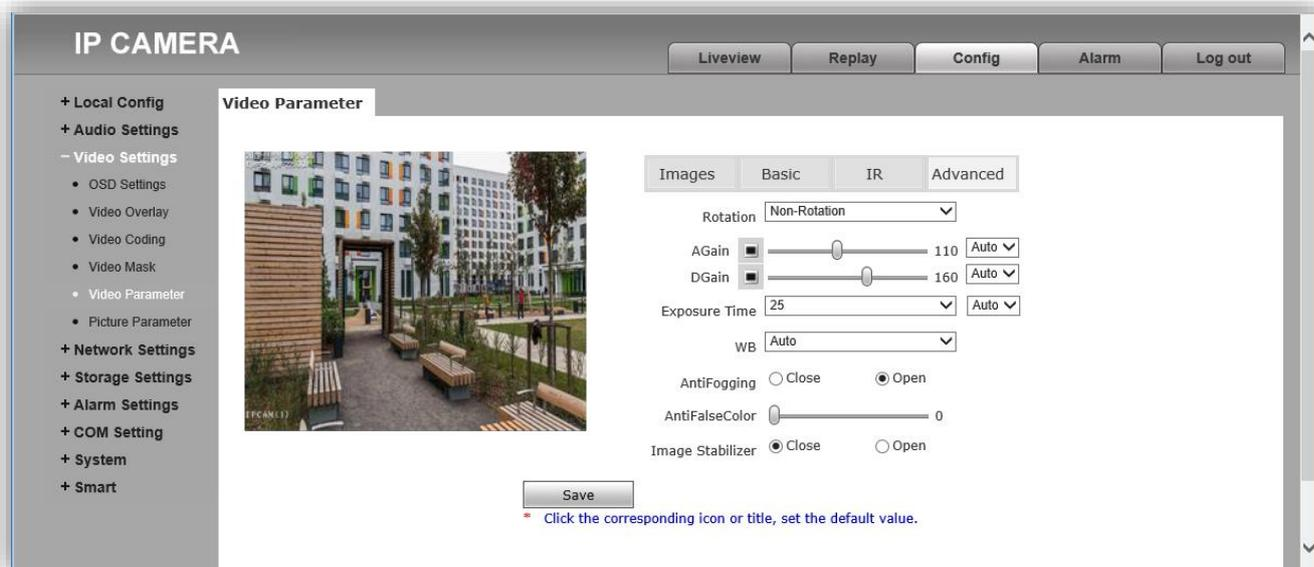 IP CAMERA
Liveview Replay Config Alarm Log out
+ Local Config
+ Audio Settings
− Video Settings
• OSD Settings
• Video Overlay
• Video Coding
• Video Mask
• Video Parameter
• Picture Parameter
+ Network Settings
+ Storage Settings
+ Alarm Settings
+ COM Setting
+ System
+ Smart
Video Parameter
IPCAM(1)
Images Basic IR Advanced
Rotation Non-Rotation
AGain 110 Auto
DGain 160 Auto
Exposure Time 25 Auto
WB Auto
AntiFogging Close Open
AntiFalseColor 0
Image Stabilizer Close Open
Save
* Click the corresponding icon or title, set the default value.